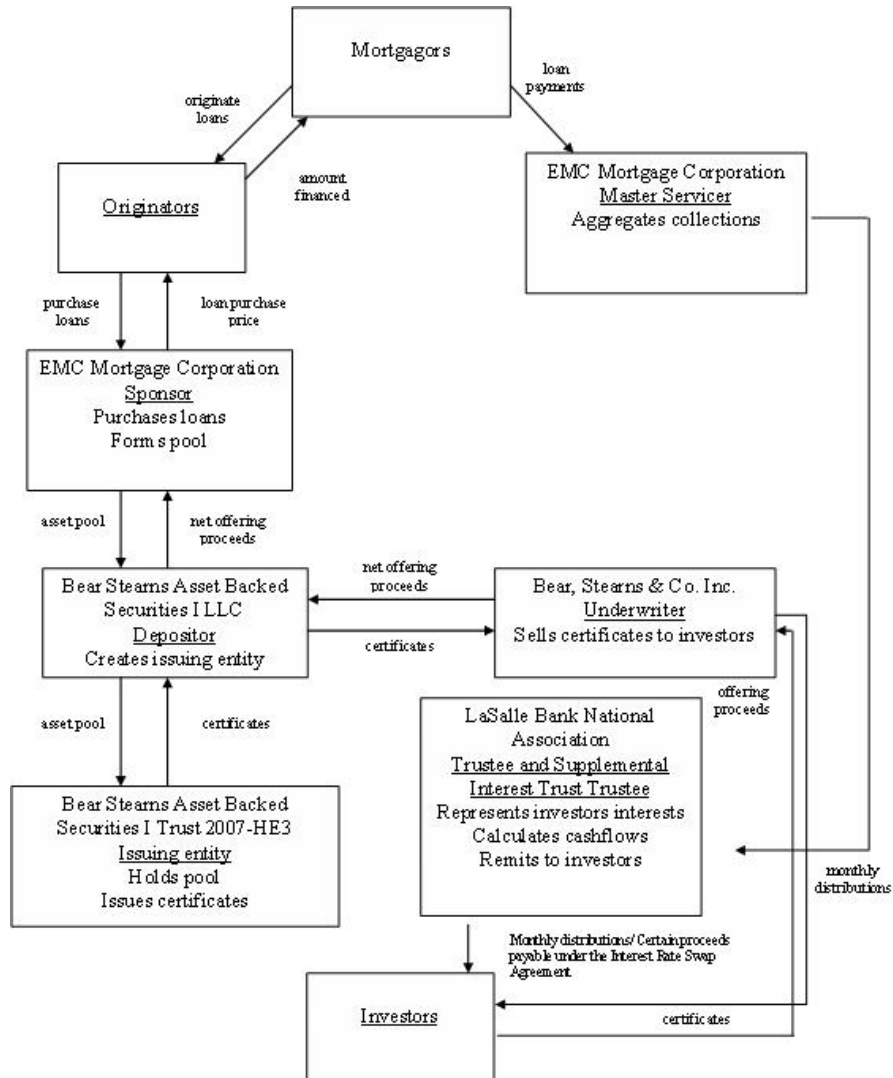 Mortgagors
loan
payments
originate
loans
amount
financed
EMC Mortgage Corporation
Master Servicer
Aggregates collections
Originators
purchase
loans
loan purchase
price
EMC Mortgage Corporation
Sponsor
Purchases loans
Forms pool
asset pool
net offering
proceeds
Bear Stearns Asset Backed
Securities I LLC
Depositor
Creates issuing entity
net offering
proceeds
certificates
Bear, Stearns & Co. Inc.
Underwriter
Sells certificates to investors
offering
proceeds
asset pool
certificates
LaSalle Bank National
Association
Trustee and Supplemental
Interest Trust Trustee
Represents investors interests
Calculates cashflows
Remits to investors
Bear Stearns Asset Backed
Securities I Trust 2007-HE3
Issuing entity
Holds pool
Issues certificates
monthly
distributions
Monthly distributions/ Certain proceeds
payable under the Interest Rate Swap
Agreement
Investors
certificates